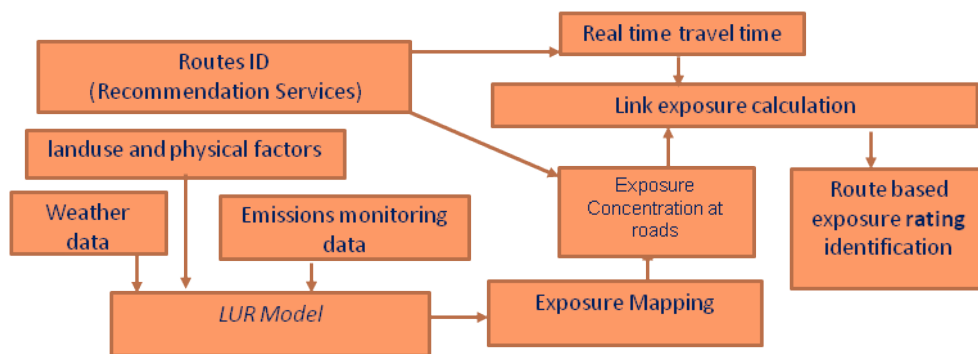 Real time travel time
Routes ID
(Recommendation Services)
Link exposure calculation
landuse and physical factors
Exposure
Concentration at
roads
Route based
exposure rating
identification
Weather
data
Emissions monitoring
data
LUR Model
Exposure Mapping